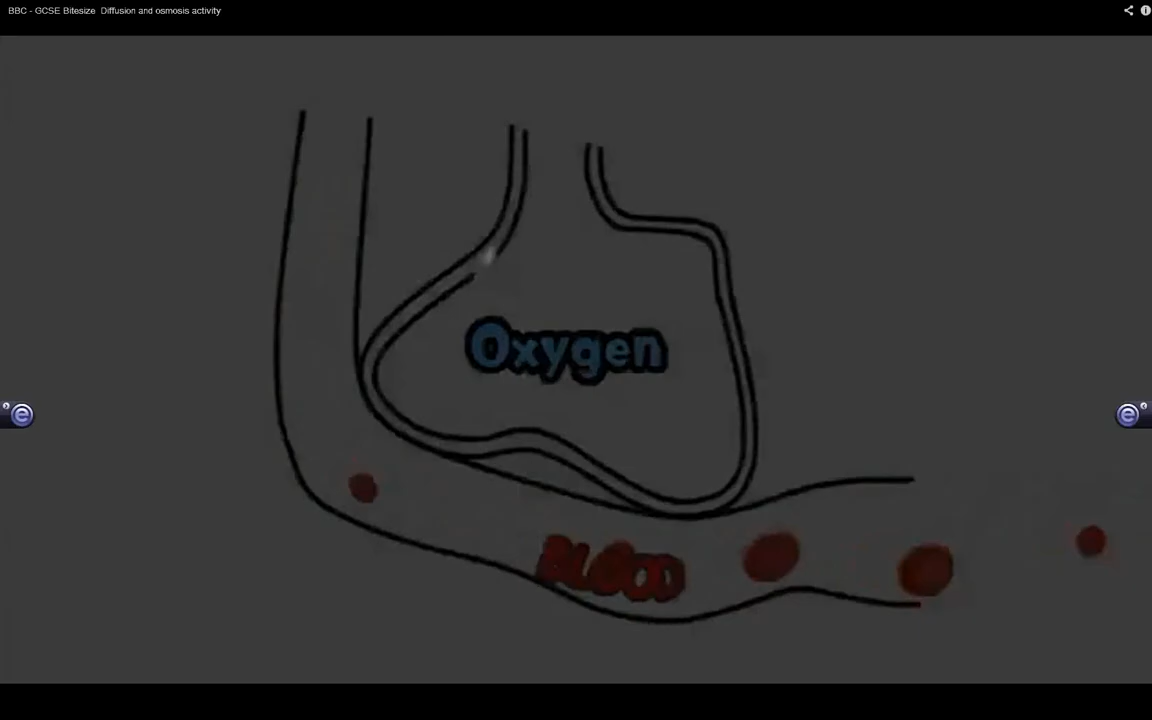 BBC - GCSE Bitesize Diffusion and osmosis activity
Oxygen
BLOOD